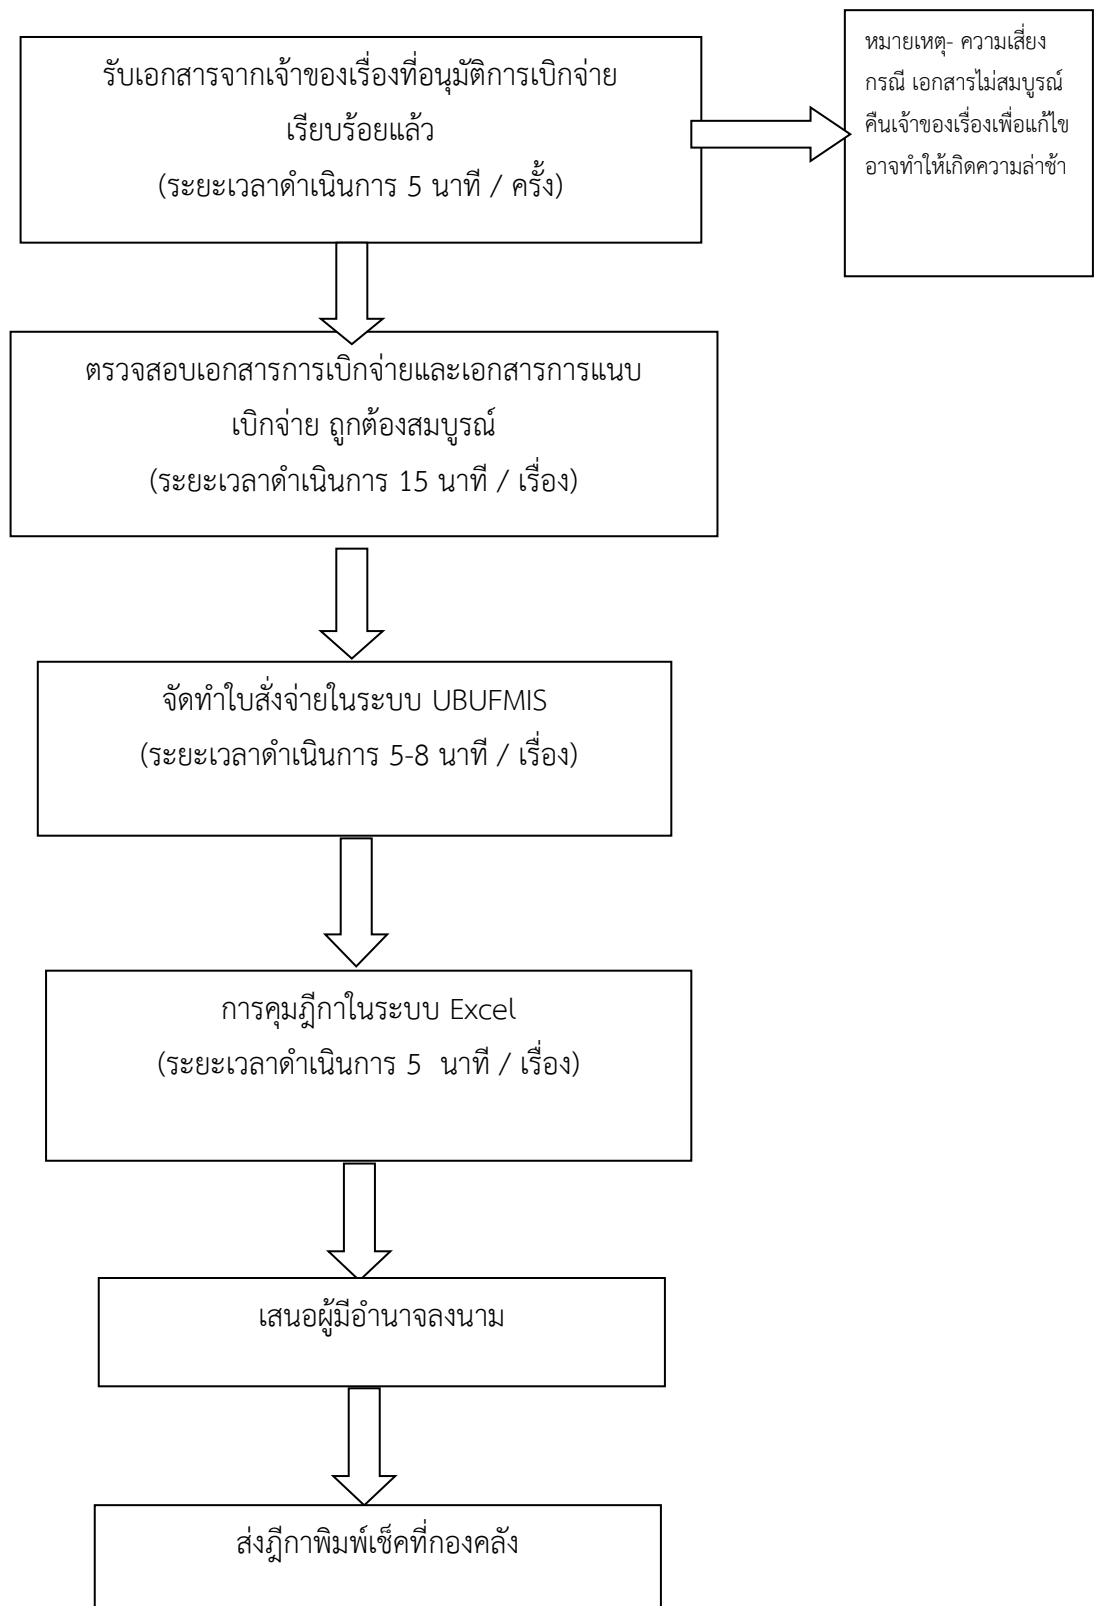 รับเอกสารจากเจ้าของเรื่องที่อนุมัติการเบิกจ่าย
เรียบร้อยแล้ว
(ระยะเวลาดำเนินการ 5 นาที / ครั้ง)
หมายเหตุ- ความเสี่ยง
กรณี เอกสารไม่สมบูรณ์
คืนเจ้าของเรื่องเพื่อแก้ไข
อาจทำให้เกิดความล่าช้า
ตรวจสอบเอกสารการเบิกจ่ายและเอกสารการแนบ
เบิกจ่าย ถูกต้องสมบูรณ์
(ระยะเวลาดำเนินการ 15 นาที / เรื่อง)
จัดทำใบสั่งจ่ายในระบบ UBUFMIS
(ระยะเวลาดำเนินการ 5-8 นาที / เรื่อง)
การคุมฎีกาในระบบ Excel
(ระยะเวลาดำเนินการ 5  นาที / เรื่อง)
เสนอผู้มีอำนาจลงนาม
ส่งฎีกาพิมพ์เช็คที่กองคลัง